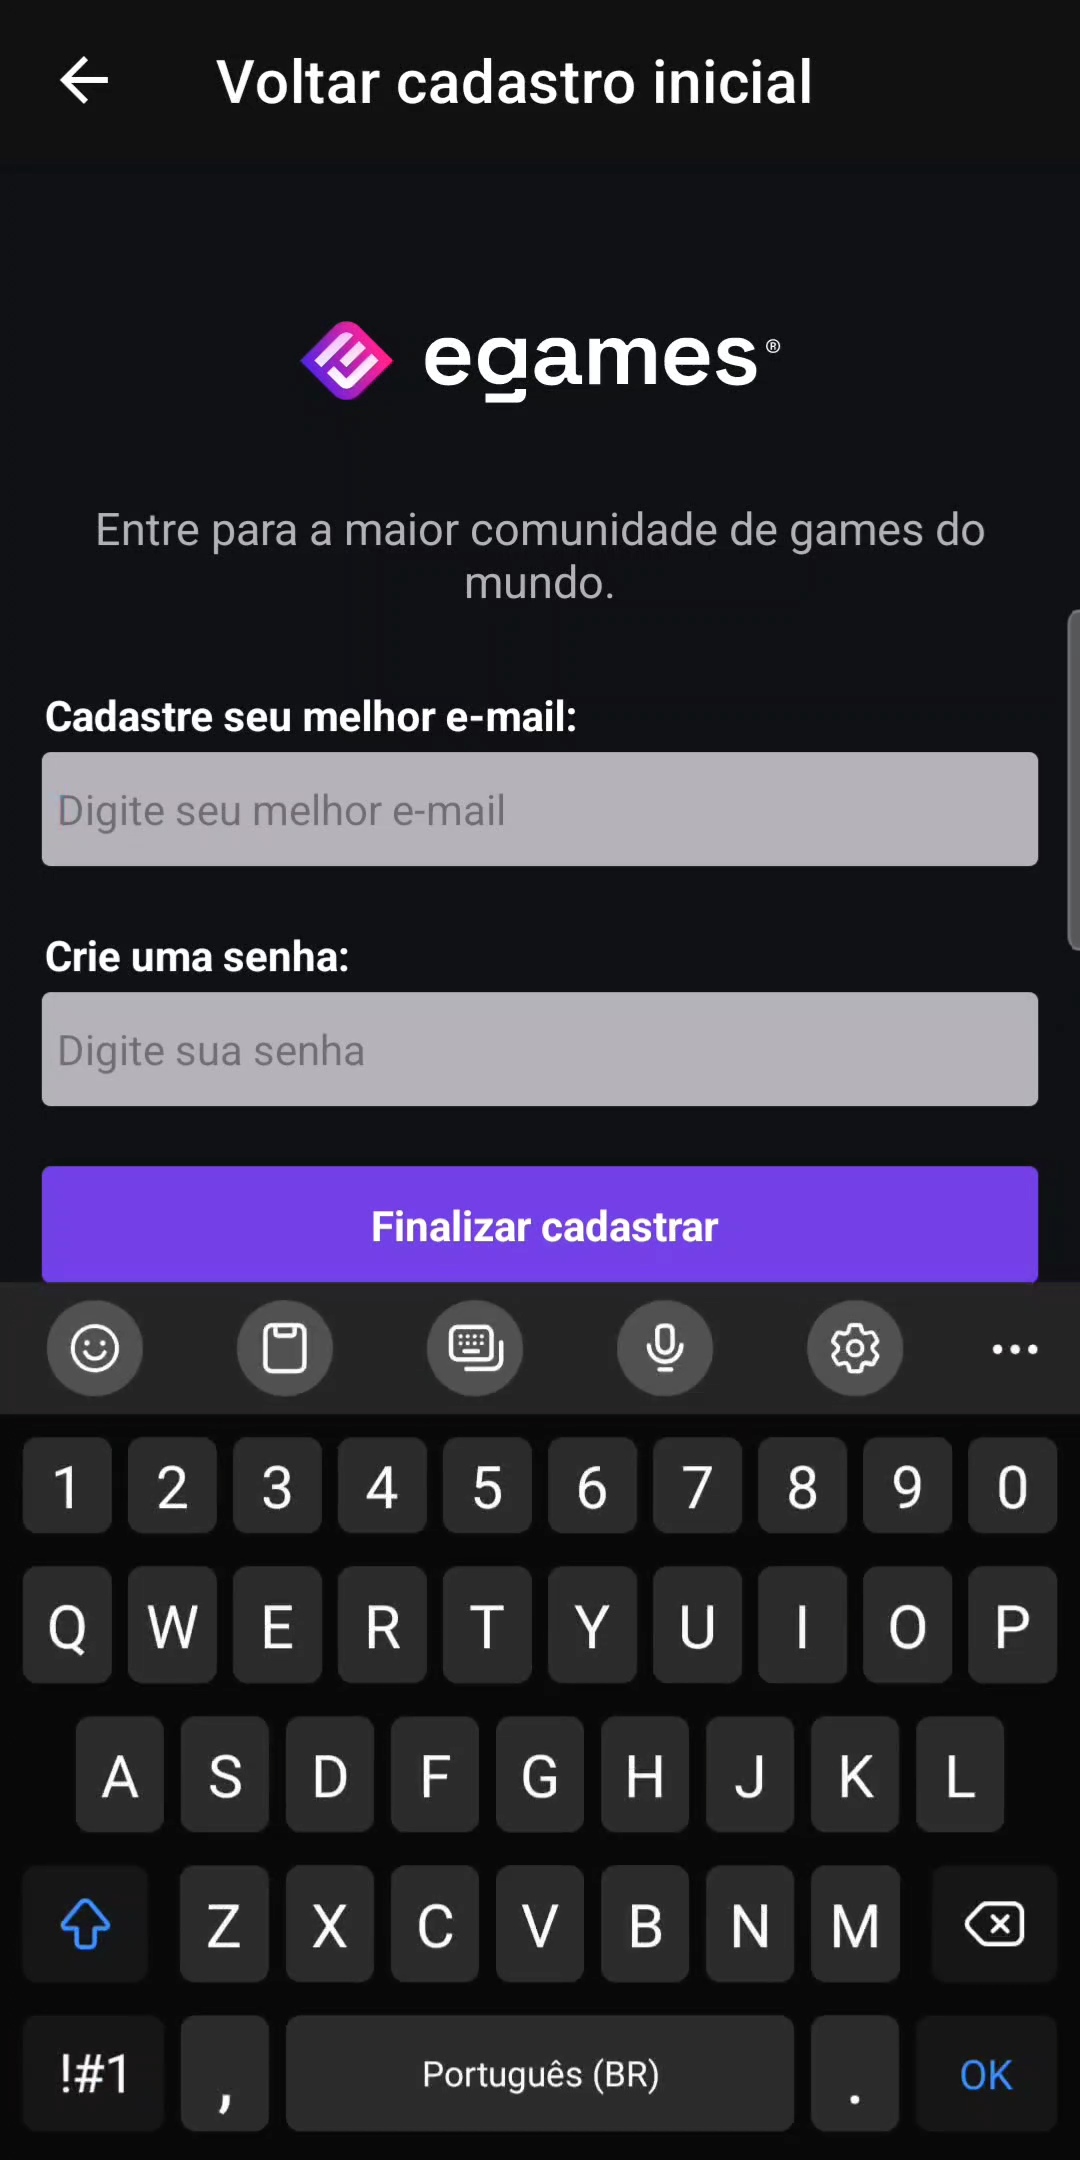 Voltar cadastro inicial
egames®
Entre para a maior comunidade de games do
mundo.
Cadastre seu melhor e-mail:
Digite seu melhor e-mail
Crie uma senha:
Digite sua senha
Finalizar cadastrar
1 2 3 4 5 6 7 8 9 0
Q W E R T Y U I O P
A S D F G H J K L
Z X C V B N M
!#1 , Português (BR) . OK